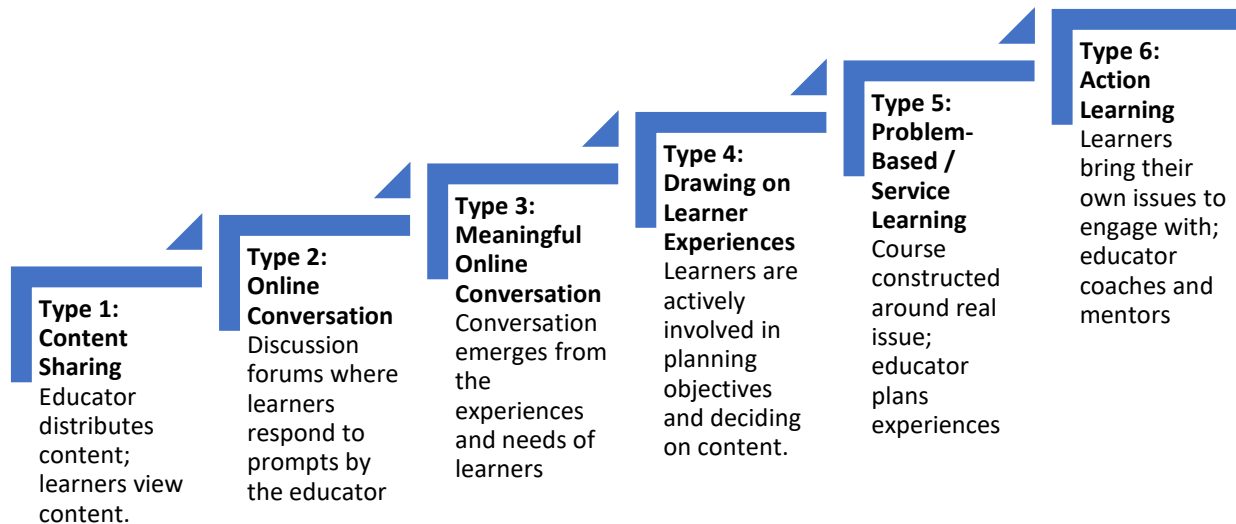 Type 1:
Content
Sharing
Educator
distributes
content;
learners view
content.
Type 2:
Online
Conversation
Discussion
forums where
learners
respond to
prompts by
the educator
Type 3:
Meaningful
Online
Conversation
Conversation
emerges from
the
experiences
and needs of
learners
Type 4:
Drawing on
Learner
Experiences
Learners are
actively
involved in
planning
objectives
and deciding
on content.
Type 5:
Problem-
Based /
Service
Learning
Course
constructed
around real
issue;
educator
plans
experiences
Type 6:
Action
Learning
Learners
bring their
own issues to
engage with;
educator
coaches and
mentors